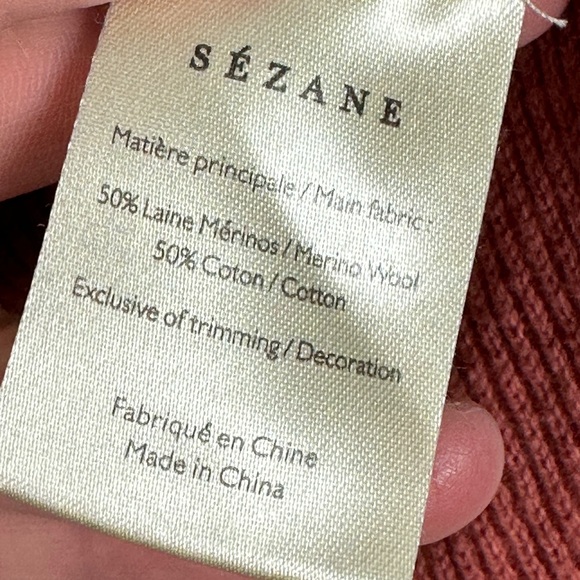 SÉZANE
Matière principale / Main fabric :
50% Laine Mérinos / Merino Wool
50% Coton / Cotton
Exclusive of trimming / Decoration
Fabriqué en Chine
Made in China